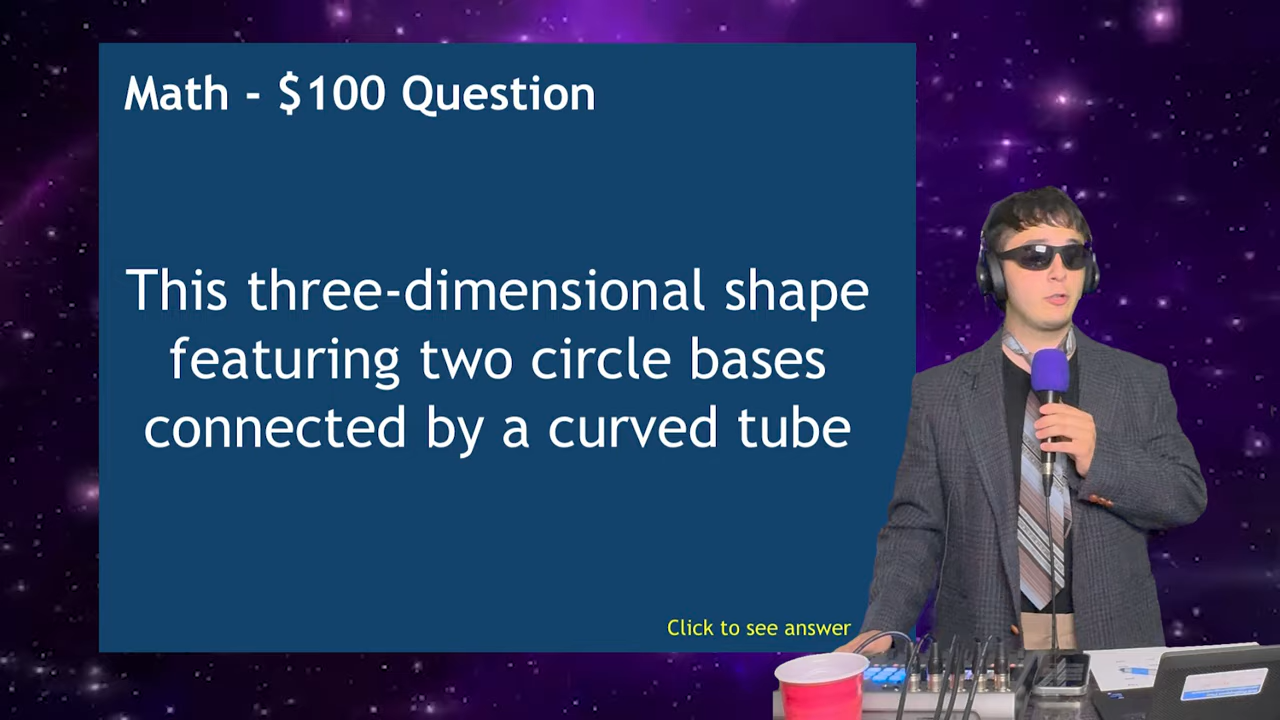 Math - $100 Question
This three-dimensional shape
featuring two circle bases
connected by a curved tube
Click to see answer